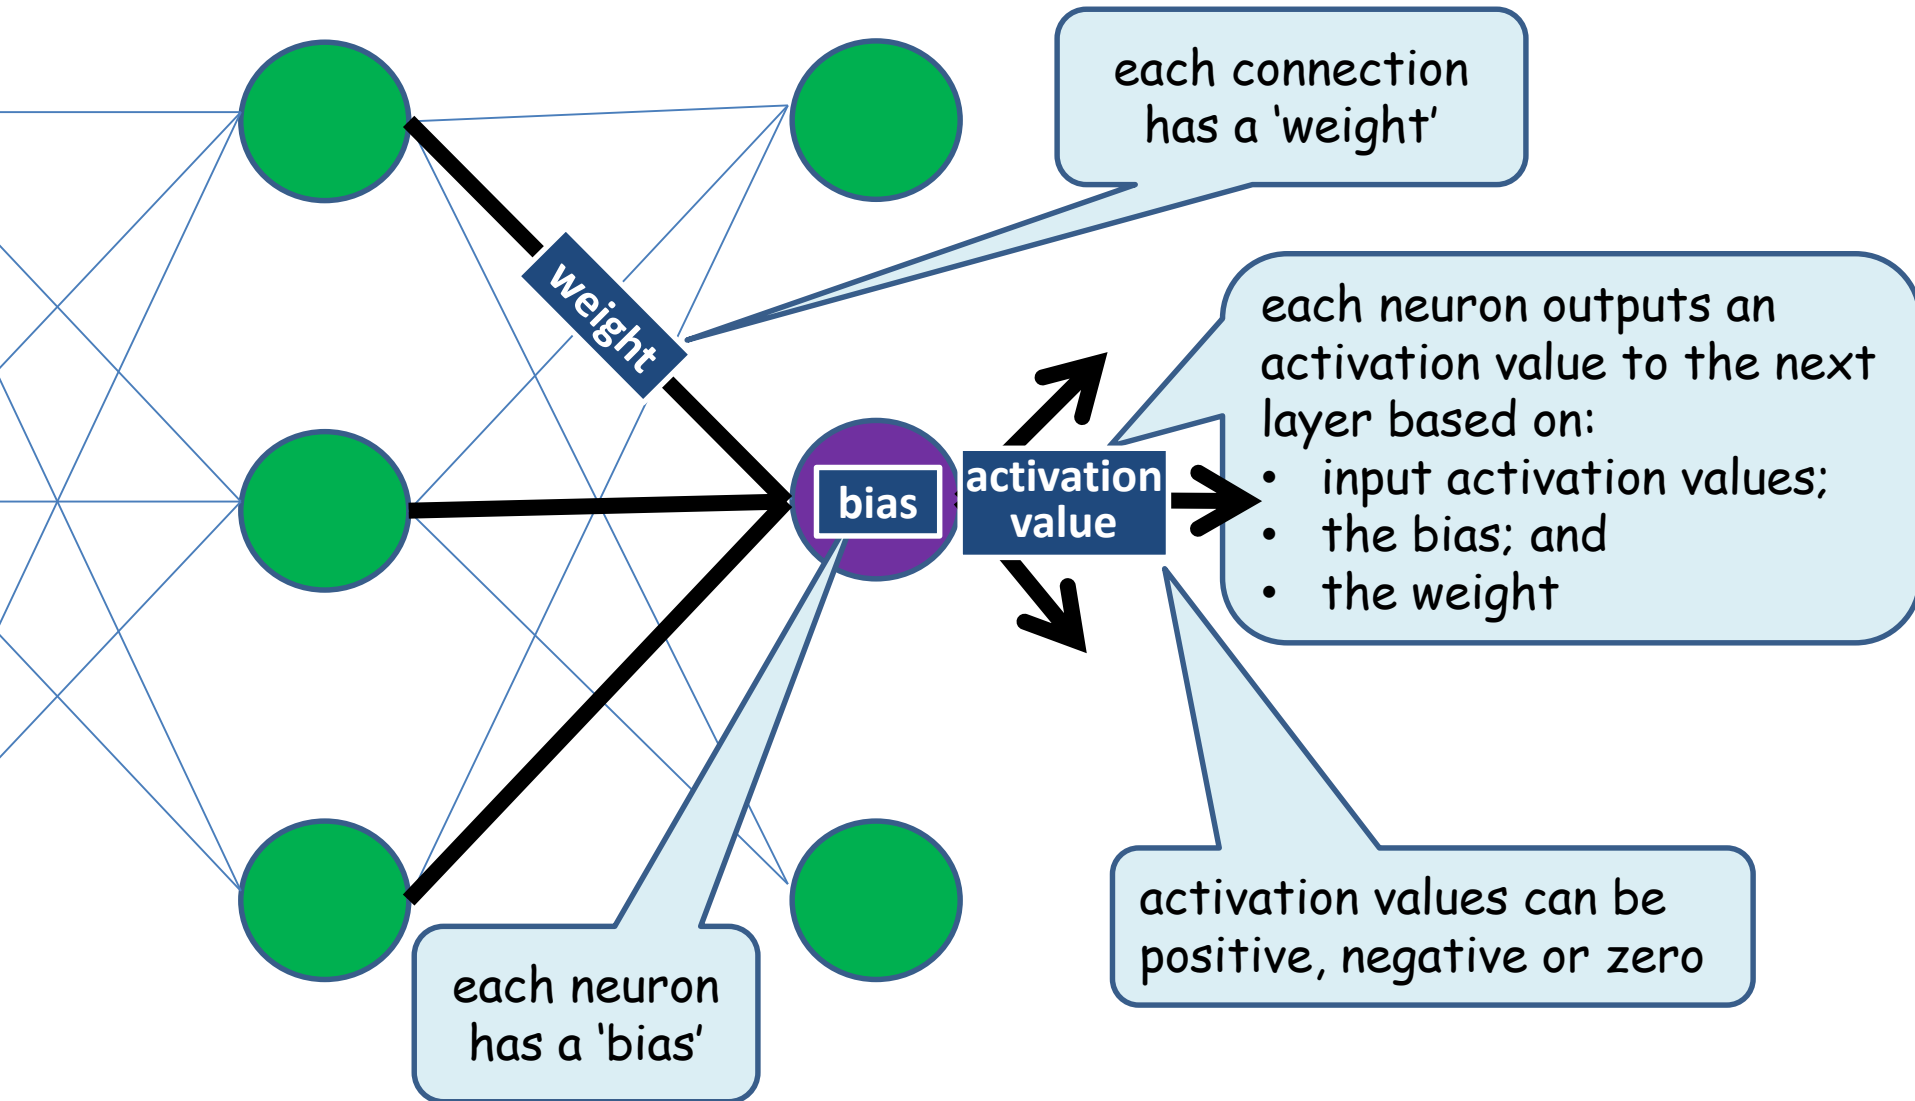 each connection
has a ‘weight’
weight
each neuron outputs an
activation value to the next
layer based on:
• input activation values;
• the bias; and
• the weight
bias
activation
value
activation values can be
positive, negative or zero
each neuron
has a ‘bias’